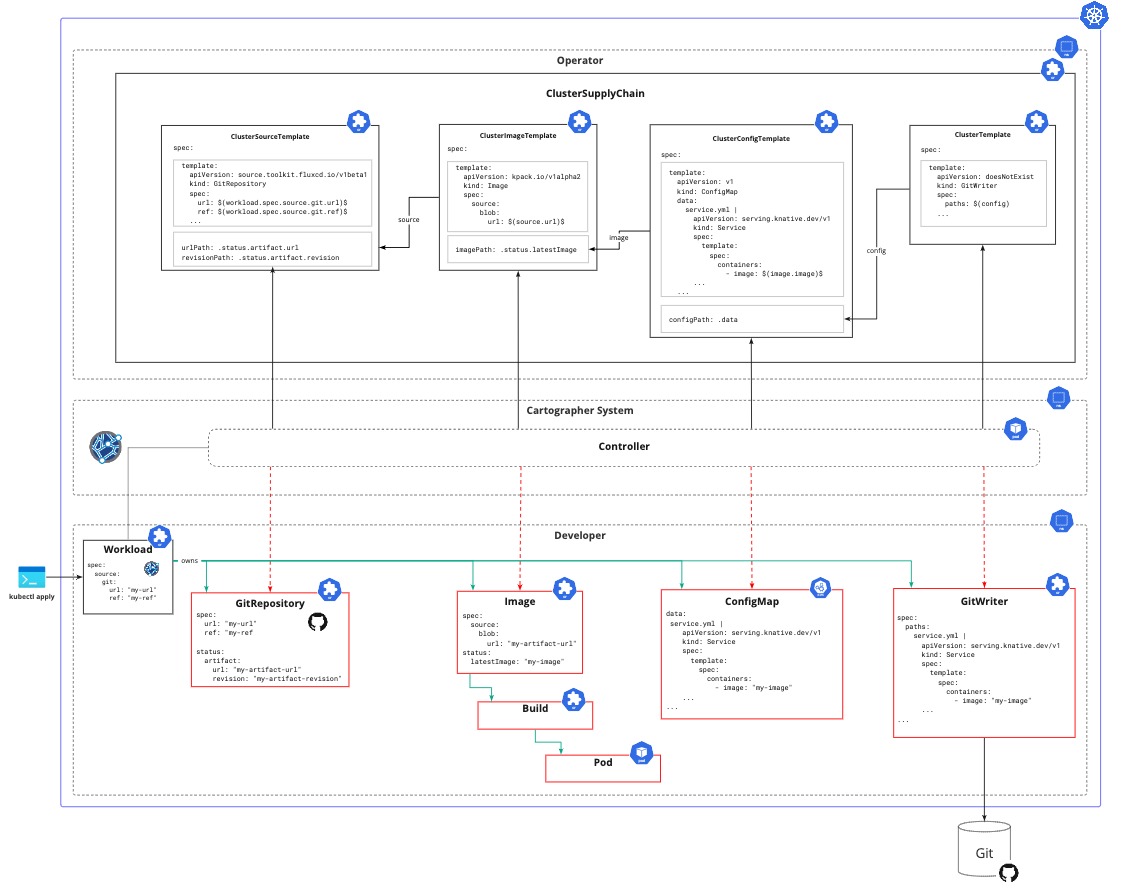 Operator
ClusterSupplyChain
ClusterSourceTemplate
spec:
template:
apiVersion: source.toolkit.fluxcd.io/v1beta1
kind: GitRepository
spec:
url: $(workload.spec.source.git.url)$
ref: $(workload.spec.source.git.ref)$
...
urlPath: .status.artifact.url
revisionPath: .status.artifact.revision
source
ClusterImageTemplate
spec:
template:
apiVersion: kpack.io/v1alpha2
kind: Image
spec:
source:
blob:
url: $(source.url)$
imagePath: .status.latestImage
image
ClusterConfigTemplate
spec:
template:
apiVersion: v1
kind: ConfigMap
data:
service.yml |
apiVersion: serving.knative.dev/v1
kind: Service
spec:
template:
spec:
containers:
- image: $(image.image)$
...
...
configPath: .data
config
ClusterTemplate
spec:
template:
apiVersion: doesNotExist
kind: GitWriter
spec:
paths: $(config)
...
Cartographer System
Controller
pod
Developer
kubectl apply
Workload
spec:
source:
git:
url: "my-url"
ref: "my-ref"
owns
GitRepository
spec:
url: "my-url"
ref: "my-ref
status:
artifact:
url: "my-artifact-url"
revision: "my-artifact-revision"
Image
spec:
source:
blob:
url: "my-artifact-url"
status:
latestImage: "my-image"
Build
Pod
pod
ConfigMap
data:
service.yml |
apiVersion: serving.knative.dev/v1
kind: Service
spec:
template:
spec:
containers:
- image: "my-image"
...
...
GitWriter
spec:
paths:
service.yml |
apiVersion: serving.knative.dev/v1
kind: Service
spec:
template:
spec:
containers:
- image: "my-image"
...
...
Git